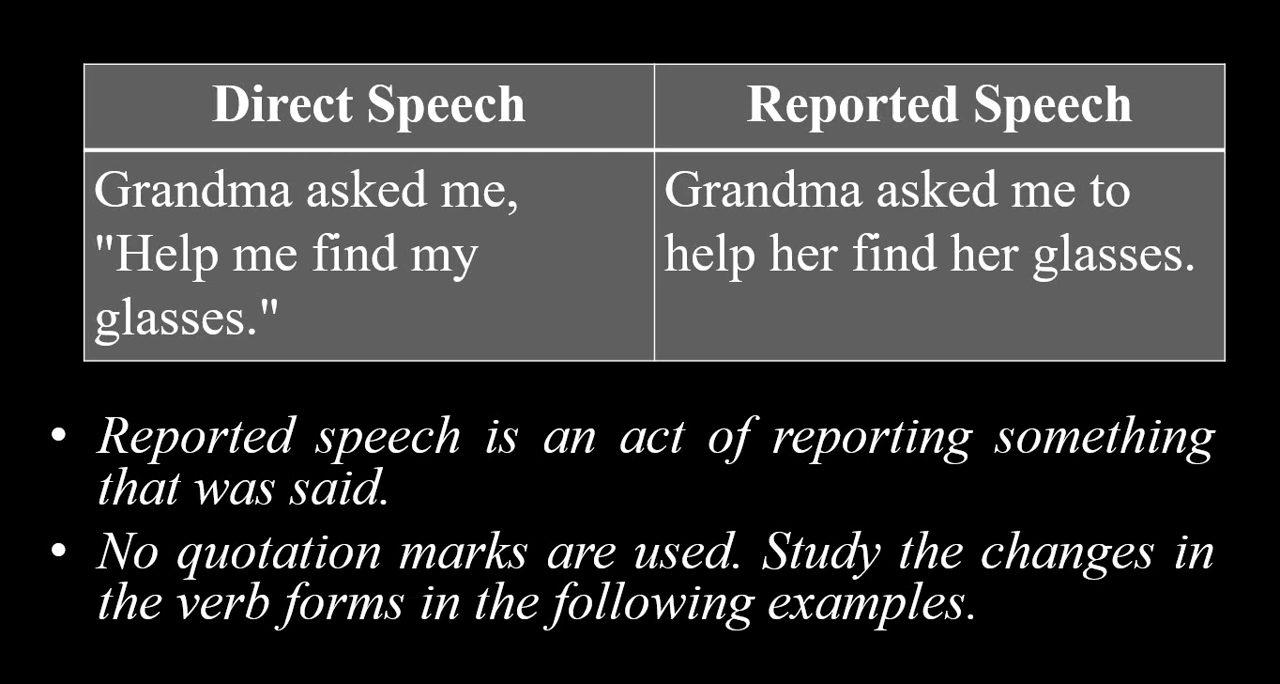 Direct Speech
Reported Speech
Grandma asked me,
"Help me find my
glasses."
Grandma asked me to
help her find her glasses.
• Reported speech is an act of reporting something
that was said.
• No quotation marks are used. Study the changes in
the verb forms in the following examples.